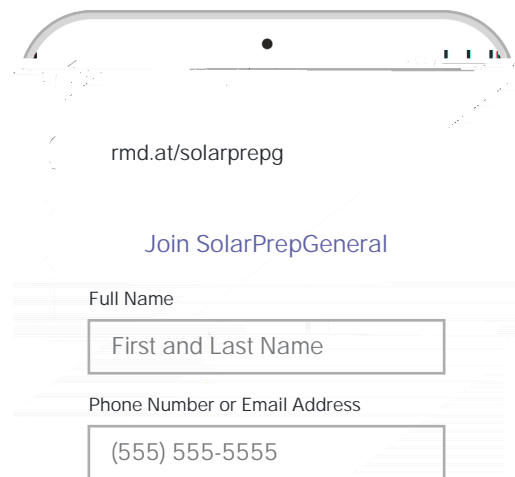 rmd.at/solarprepg
Join SolarPrepGeneral
Full Name
First and Last Name
Phone Number or Email Address
(555) 555-5555